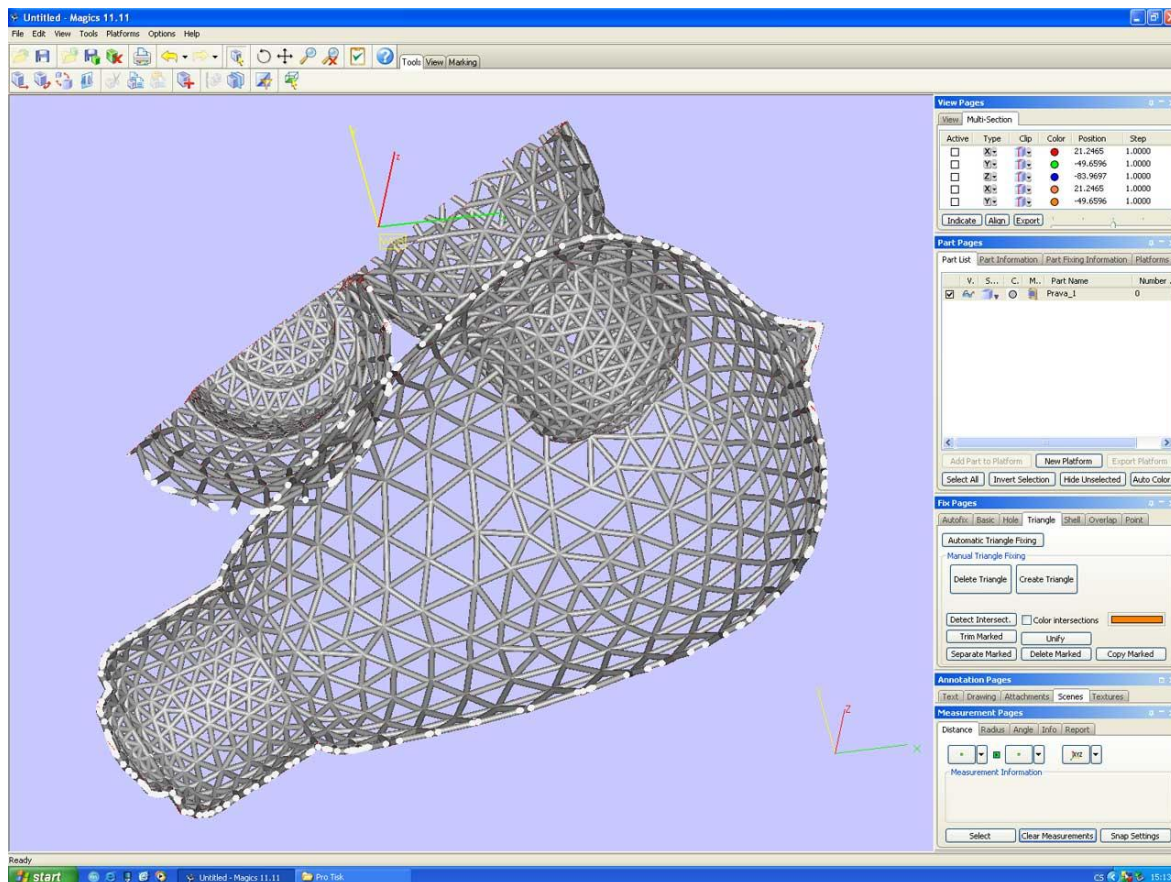 Untitled - Magics 11.11
File Edit View Tools Platforms Options Help
Tools View Marking
View Pages
View Multi-Section
Active Type Clip Color Position Step
X 21.2465 1.0000
Y -49.6596 1.0000
Z -83.9697 1.0000
X 21.2465 1.0000
Y -49.6596 1.0000
Indicate Align Export
Part Pages
Part List Part Information Part Fixing Information Platforms
V. S... C. M.. Part Name Number
Prava_1 0
Add Part to Platform New Platform Export Platform
Select All Invert Selection Hide Unselected Auto Color
Fix Pages
Autofix Basic Hole Triangle Shell Overlap Point
Automatic Triangle Fixing
Manual Triangle Fixing
Delete Triangle Create Triangle
Detect Intersect. Color intersections
Trim Marked Unify
Separate Marked Delete Marked Copy Marked
Annotation Pages
Text Drawing Attachments Scenes Textures
Measurement Pages
Distance Radius Angle Info Report
XYZ
Measurement Information
Select Clear Measurements Snap Settings
z
Z
X
Ready
start Untitled - Magics 11.11 Pro Tisk CS 15:13